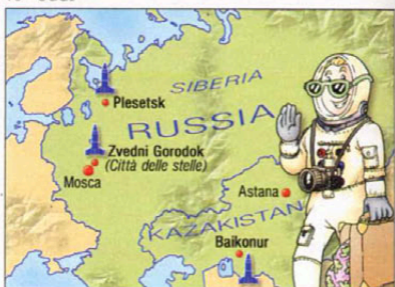 SIBERIA
Plesetsk
RUSSIA
Zvedni Gorodok
(Città delle stelle)
Mosca
Astana
KAZAKISTAN
Baikonur